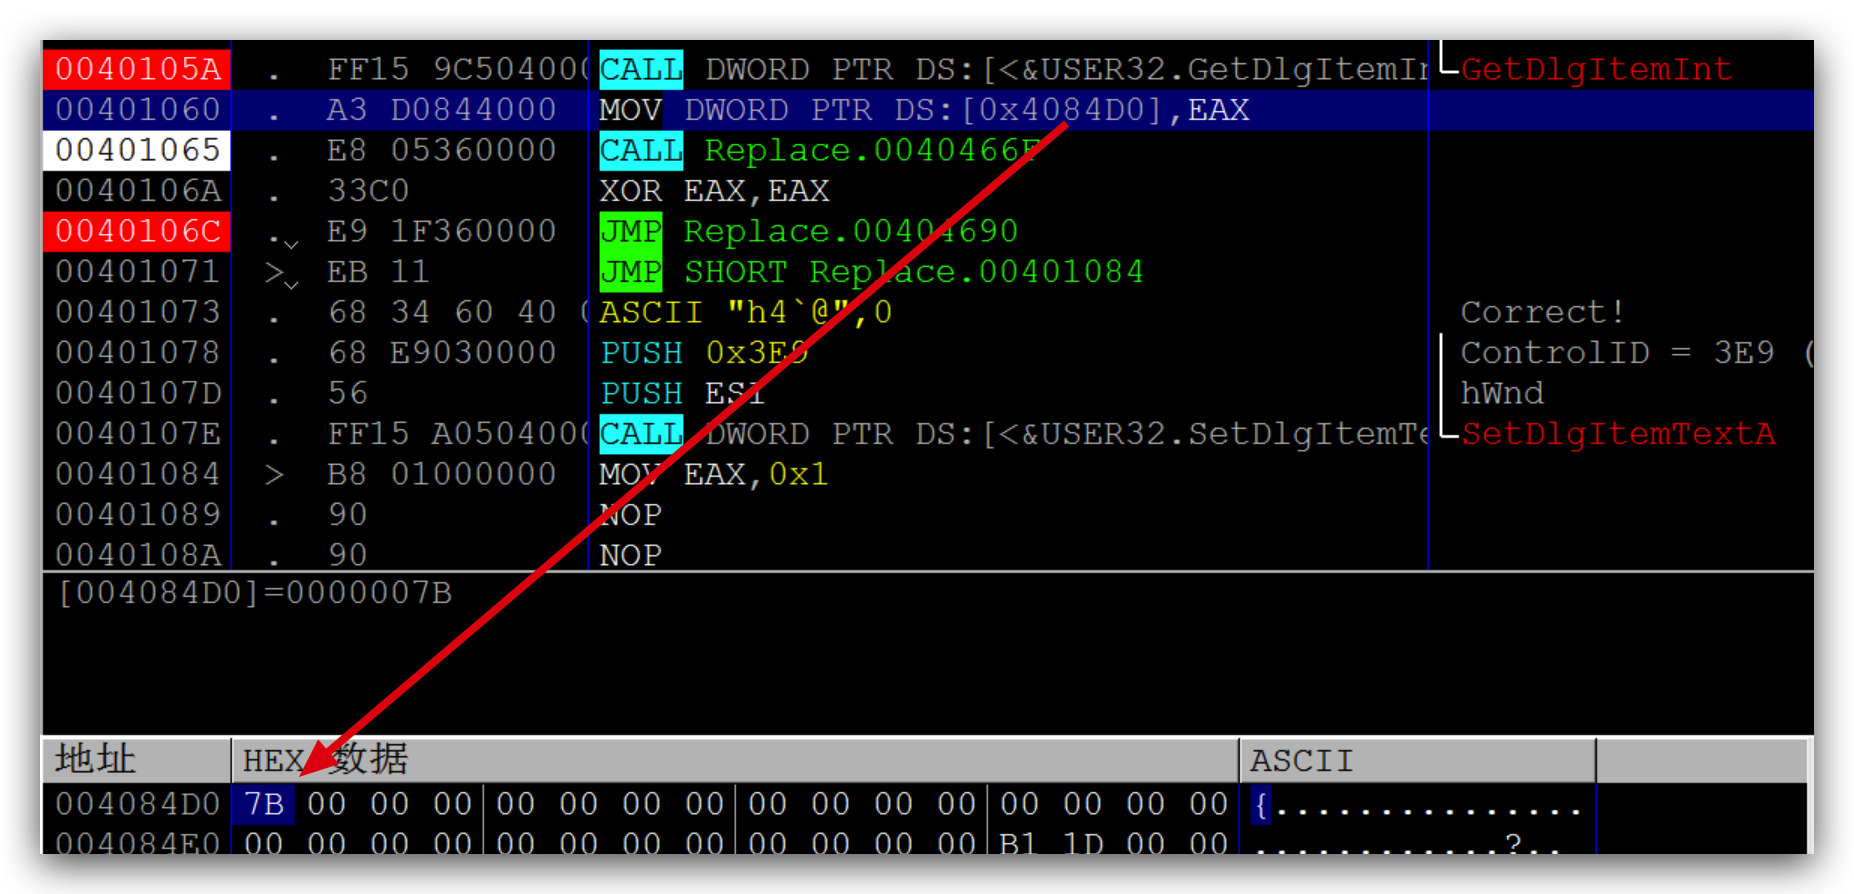 0040105A . FF15 9C504000 CALL DWORD PTR DS:[<&USER32.GetDlgItemIn GetDlgItemInt
00401060 . A3 D0844000 MOV DWORD PTR DS:[0x4084D0],EAX
00401065 . E8 05360000 CALL Replace.0040466F
0040106A . 33C0 XOR EAX,EAX
0040106C . E9 1F360000 JMP Replace.00404690
00401071 > EB 11 JMP SHORT Replace.00401084
00401073 . 68 34 60 40 0 ASCII "h4`@",0 Correct!
00401078 . 68 E9030000 PUSH 0x3E9 ControlID = 3E9 (
0040107D . 56 PUSH ESI hWnd
0040107E . FF15 A0504000 CALL DWORD PTR DS:[<&USER32.SetDlgItemTe SetDlgItemTextA
00401084 > B8 01000000 MOV EAX,0x1
00401089 . 90 NOP
0040108A . 90 NOP
[004084D0]=0000007B
地址 HEX 数据 ASCII
004084D0 7B 00 00 00 00 00 00 00 00 00 00 00 00 00 00 00 {...............
004084E0 00 00 00 00 00 00 00 00 00 00 00 00 B1 1D 00 00 ............?..